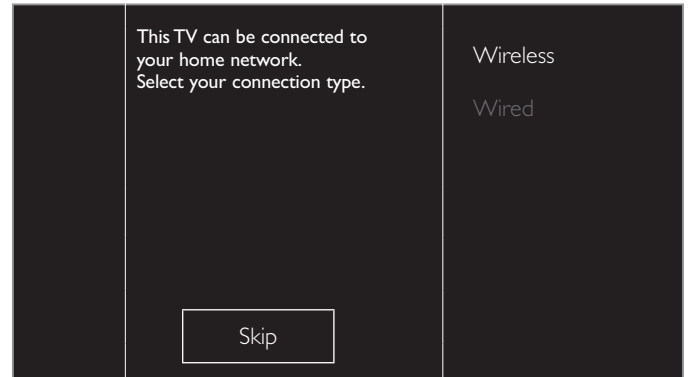 This TV can be connected to
your home network.
Select your connection type.
Wireless
Wired
Skip